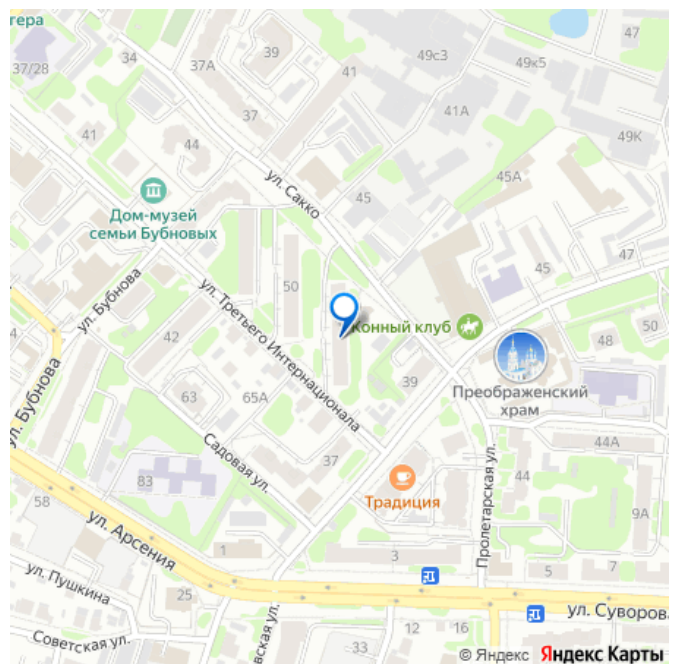 гера
37/28
37А
39
41
49с3
49к5
47
37
41А
49К
41
44
ул. Сакко
45
45А
Дом-музей
семьи Бубновых
47
45
ул. Бубнова
50
ул. Третьего Интернационала
Конный клуб
50
48
42
39
Преображенский
храм
ул. Бубнова
63
65А
Садовая ул.
37
44А
44
83
Традиция
Пролетарская ул.
58
9А
ул. Арсения
1
3
5
7
ул. Пушкина
25
ул. Суворова
Советская ул.
вская ул.
33
12
16
© Яндекс Яндекс Карты